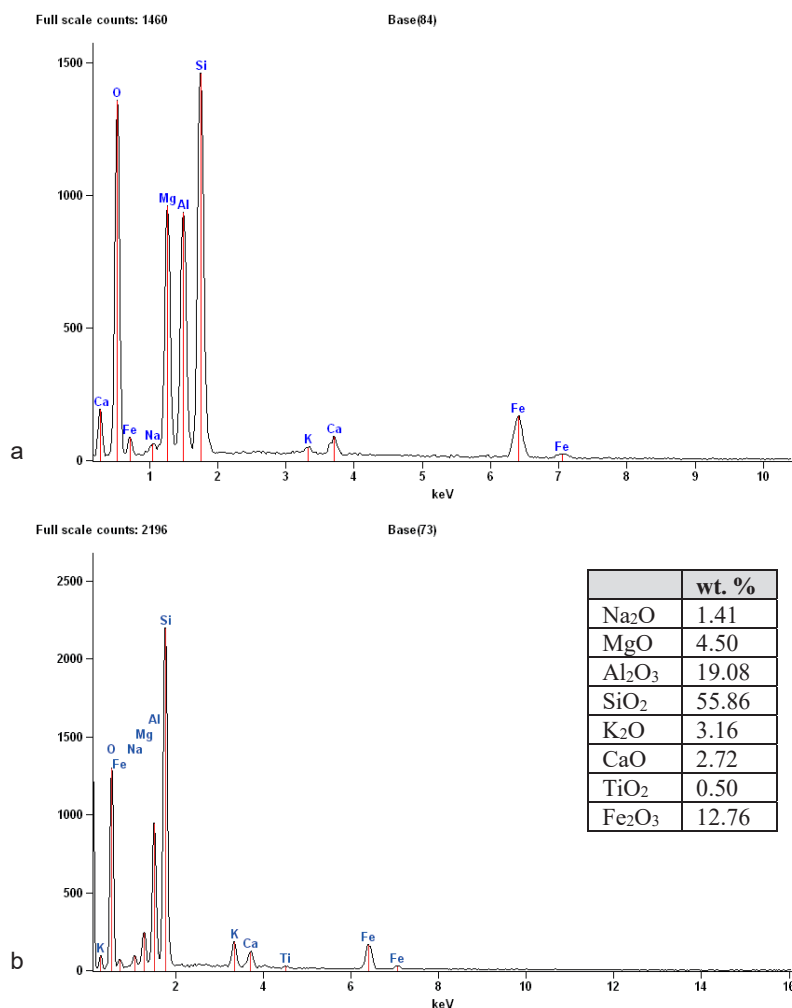 Full scale counts: 1460 Base(84)
1500
Si
O
1000
Mg Al
500
Ca
Fe
Na
K
Ca
Fe
Fe
0
a
1 2 3 4 5 6 7 8 9 10
keV
Full scale counts: 2196 Base(73)
2500
Si
2000
Al
Mg
1500
O
Na
Fe
1000
500
K
K
Ca
Ti
Fe
Fe
0
b
2 4 6 8 10 12 14 16
keV
wt. %
Na₂O 1.41
MgO 4.50
Al₂O₃ 19.08
SiO₂ 55.86
K₂O 3.16
CaO 2.72
TiO₂ 0.50
Fe₂O₃ 12.76